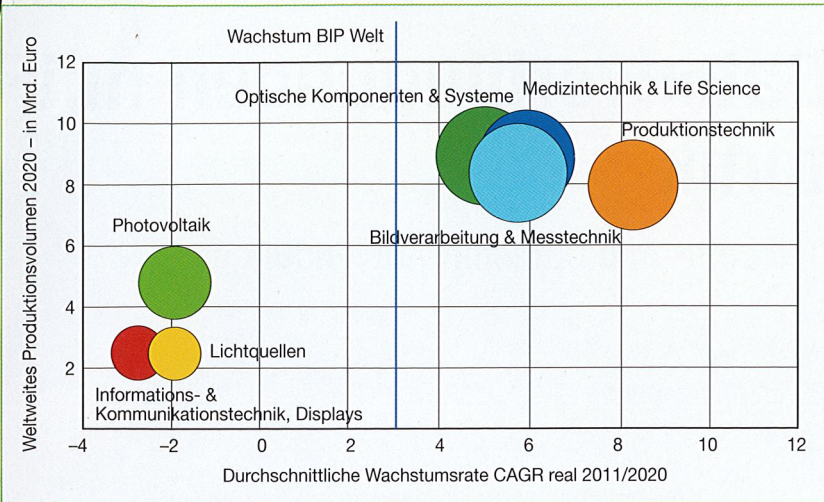 Wachstum BIP Welt
Weltweites Produktionsvolumen 2020 – in Mrd. Euro
12
10
8
6
4
2
Optische Komponenten & Systeme
Medizintechnik & Life Science
Produktionstechnik
Bildverarbeitung & Messtechnik
Photovoltaik
Lichtquellen
Informations- &
Kommunikationstechnik, Displays
–4
–2
0
2
4
6
8
10
12
Durchschnittliche Wachstumsrate CAGR real 2011/2020